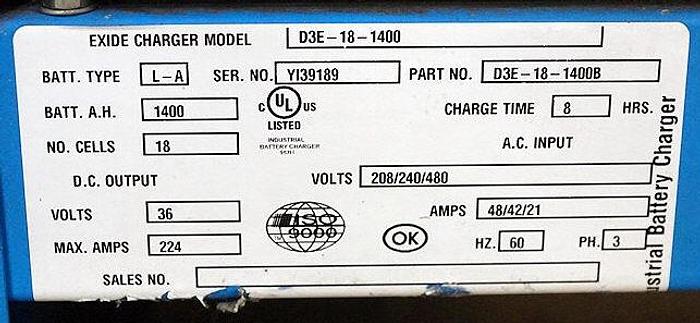 EXIDE CHARGER MODEL D3E-18-1400
BATT. TYPE L-A SER. NO. YI39189 PART NO. D3E-18-1400B
BATT. A.H. 1400 C UL US CHARGE TIME 8 HRS.
LISTED
INDUSTRIAL
BATTERY CHARGER
NO. CELLS 18 A.C. INPUT
D.C. OUTPUT VOLTS 208/240/480
VOLTS 36 ISO 9000 AMPS 48/42/21
MAX. AMPS 224 OK HZ. 60 PH. 3
SALES NO.
ustrial Battery Charger